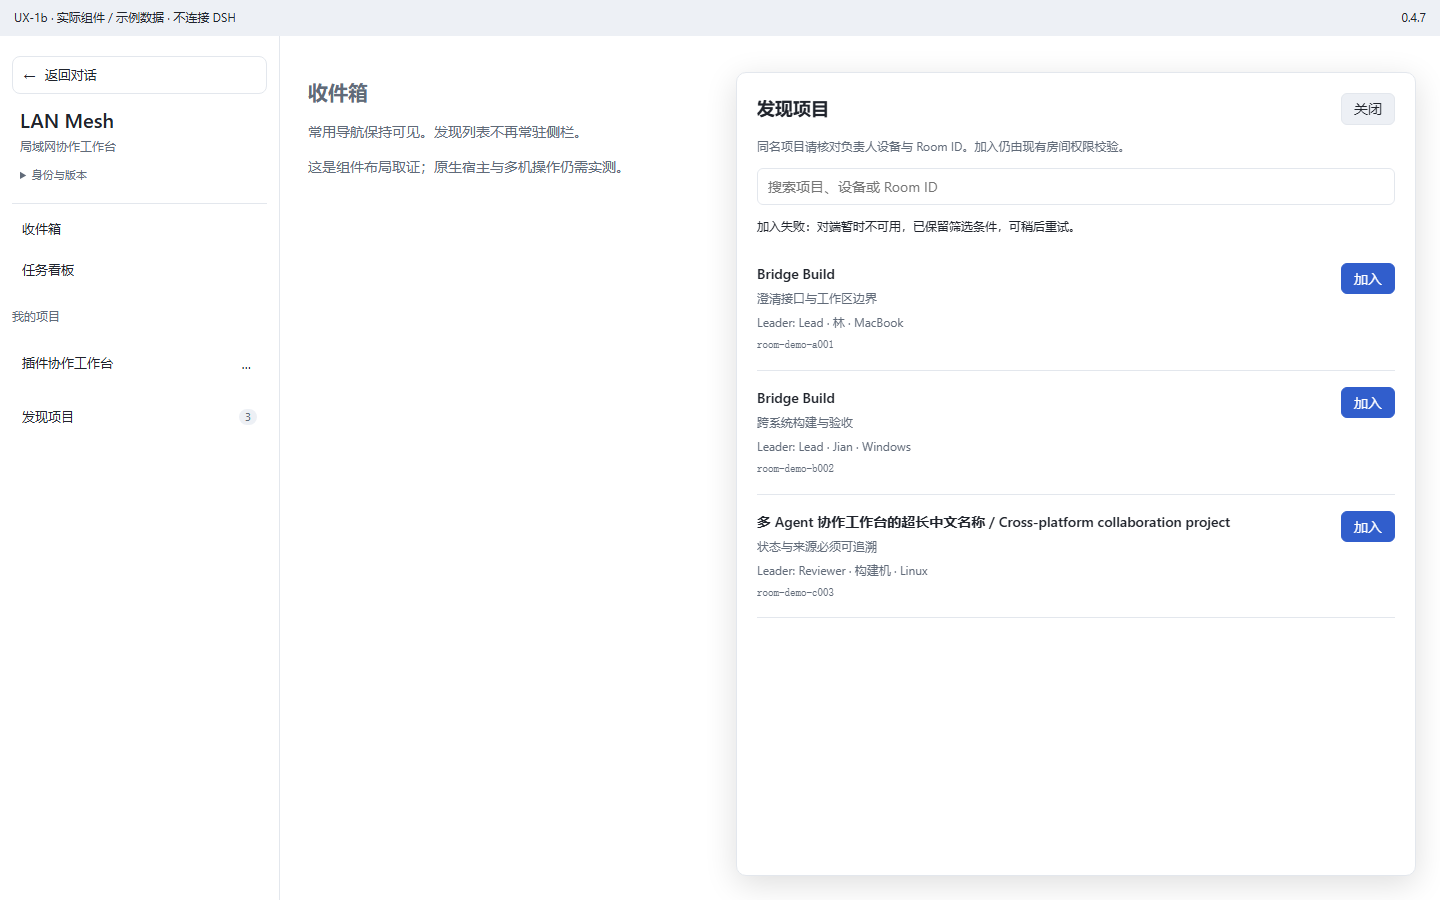 UX-1b · 实际组件 / 示例数据 · 不连接 DSH
0.4.7
← 返回对话
LAN Mesh
局域网协作工作台
▶ 身份与版本
收件箱
任务看板
我的项目
插件协作工作台
...
发现项目
3
收件箱
常用导航保持可见。发现列表不再常驻侧栏。
这是组件布局取证；原生宿主与多机操作仍需实测。
发现项目
关闭
同名项目请核对负责人设备与 Room ID。加入仍由现有房间权限校验。
搜索项目、设备或 Room ID
加入失败：对端暂时不可用，已保留筛选条件，可稍后重试。
Bridge Build
加入
澄清接口与工作区边界
Leader: Lead · 林 · MacBook
room-demo-a001
Bridge Build
加入
跨系统构建与验收
Leader: Lead · Jian · Windows
room-demo-b002
多 Agent 协作工作台的超长中文名称 / Cross-platform collaboration project
加入
状态与来源必须可追溯
Leader: Reviewer · 构建机 · Linux
room-demo-c003